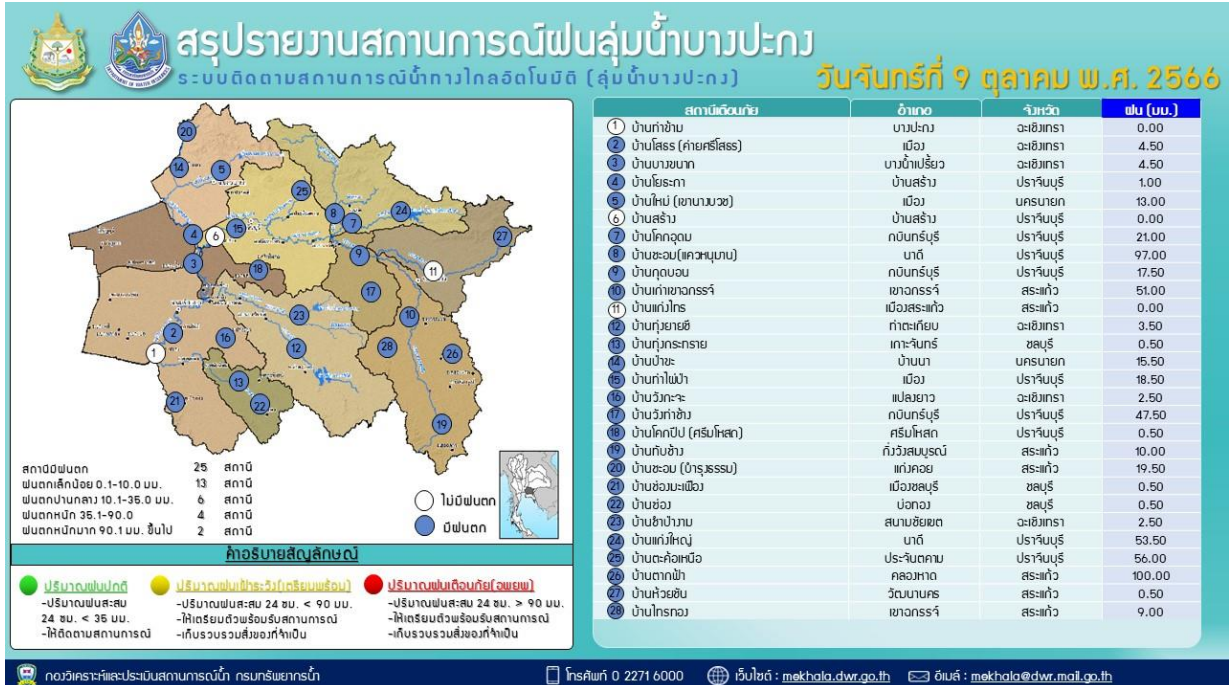 สรุปรายงานสถานการณ์ฝนลุ่มน้ำบางปะกง
ระบบติดตามสถานการณ์น้ำทางไกลอัตโนมัติ (ลุ่มน้ำบางปะกง)
วันจันทร์ที่ 9 ตุลาคม พ.ศ. 2566
สถานีมีฝนตก 25 สถานี
ฝนตกเล็กน้อย 0.1-10.0 มม. 13 สถานี
ฝนตกปานกลาง 10.1-35.0 มม. 6 สถานี
ฝนตกหนัก 35.1-90.0 4 สถานี
ฝนตกหนักมาก 90.1 มม. ขึ้นไป 2 สถานี
ไม่มีฝนตก
มีฝนตก
คำอธิบายสัญลักษณ์
ปริมาณฝนปกติ
-ปริมาณฝนสะสม
24 ชม. < 35 มม.
-ให้ติดตามสถานการณ์
ปริมาณฝนเฝ้าระวัง(เตรียมพร้อม)
-ปริมาณฝนสะสม 24 ชม. < 90 มม.
-ให้เตรียมตัวพร้อมรับสถานการณ์
-เก็บรวบรวมสิ่งของที่จำเป็น
ปริมาณฝนเตือนภัย(อพยพ)
-ปริมาณฝนสะสม 24 ชม. > 90 มม.
-ให้เตรียมตัวพร้อมรับสถานการณ์
-เก็บรวบรวมสิ่งของที่จำเป็น
สถานีเตือนภัย อำเภอ จังหวัด ฝน (มม.)
1 บ้านท่าข้าม บางปะกง ฉะเชิงเทรา 0.00
2 บ้านโสธร (ค่ายศรีโสธร) เมือง ฉะเชิงเทรา 4.50
3 บ้านบางขนาก บางน้ำเปรี้ยว ฉะเชิงเทรา 4.50
4 บ้านโยธะกา บ้านสร้าง ปราจีนบุรี 1.00
5 บ้านใหม่ (เขานางบวช) เมือง นครนายก 13.00
6 บ้านสร้าง บ้านสร้าง ปราจีนบุรี 0.00
7 บ้านโคกอุดม กบินทร์บุรี ปราจีนบุรี 21.00
8 บ้านชะอม(แควหนุมาน) นาดี ปราจีนบุรี 97.00
9 บ้านกุดบอน กบินทร์บุรี ปราจีนบุรี 17.50
10 บ้านเก่าเขาฉกรรจ์ เขาฉกรรจ์ สระแก้ว 51.00
11 บ้านแก่งไทร เมืองสระแก้ว สระแก้ว 0.00
12 บ้านทุ่งยายชี ท่าตะเกียบ ฉะเชิงเทรา 3.50
13 บ้านทุ่งกระทราย เกาะจันทร์ ชลบุรี 0.50
14 บ้านป่าขะ บ้านนา นครนายก 15.50
15 บ้านท่าไผ่ป่า เมือง ปราจีนบุรี 18.50
16 บ้านวังกะจะ แปลงยาว ฉะเชิงเทรา 2.50
17 บ้านวังท่าช้าง กบินทร์บุรี ปราจีนบุรี 47.50
18 บ้านโคกปีป (ศรีมโหสถ) ศรีมโหสถ ปราจีนบุรี 0.50
19 บ้านทับช้าง กิ่งวังสมบูรณ์ สระแก้ว 10.00
20 บ้านชะอม (บำรุงธรรม) แก่งคอย สระแก้ว 19.50
21 บ้านช่องมะเฟือง เมืองชลบุรี ชลบุรี 0.50
22 บ้านช่อง บ่อทอง ชลบุรี 0.50
23 บ้านชำป่างาม สนามชัยเขต ฉะเชิงเทรา 2.50
24 บ้านแก่งใหญ่ นาดี ปราจีนบุรี 53.50
25 บ้านตะคร้อเหนือ ประจันตคาม ปราจีนบุรี 56.00
26 บ้านตากฟ้า คลองหาด สระแก้ว 100.00
27 บ้านห้วยชัน วัฒนานคร สระแก้ว 0.50
28 บ้านไทรทอง เขาฉกรรจ์ สระแก้ว 9.00
กองวิเคราะห์และประเมินสถานการณ์น้ำ กรมทรัพยากรน้ำ
โทรศัพท์ 0 2271 6000
เว็บไซต์ : mekhala.dwr.go.th
อีเมล์ : mekhala@dwr.mail.go.th